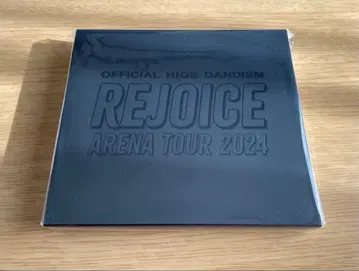 OFFICIAL HIGE DANDISM
REJOICE
ARENA TOUR 2024